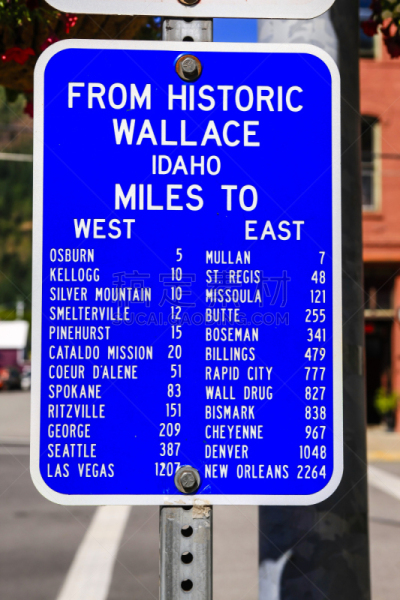 FROM HISTORIC
WALLACE
IDAHO
MILES TO
WEST
OSBURN 5
KELLOGG 10
SILVER MOUNTAIN 10
SMELTERVILLE 12
PINEHURST 15
CATALDO MISSION 20
COEUR D'ALENE 51
SPOKANE 83
RITZVILLE 151
GEORGE 209
SEATTLE 387
LAS VEGAS 1207
EAST
MULLAN 7
ST REGIS 48
MISSOULA 121
BUTTE 255
BOSEMAN 341
BILLINGS 479
RAPID CITY 777
WALL DRUG 827
BISMARK 838
CHEYENNE 967
DENVER 1048
NEW ORLEANS 2264